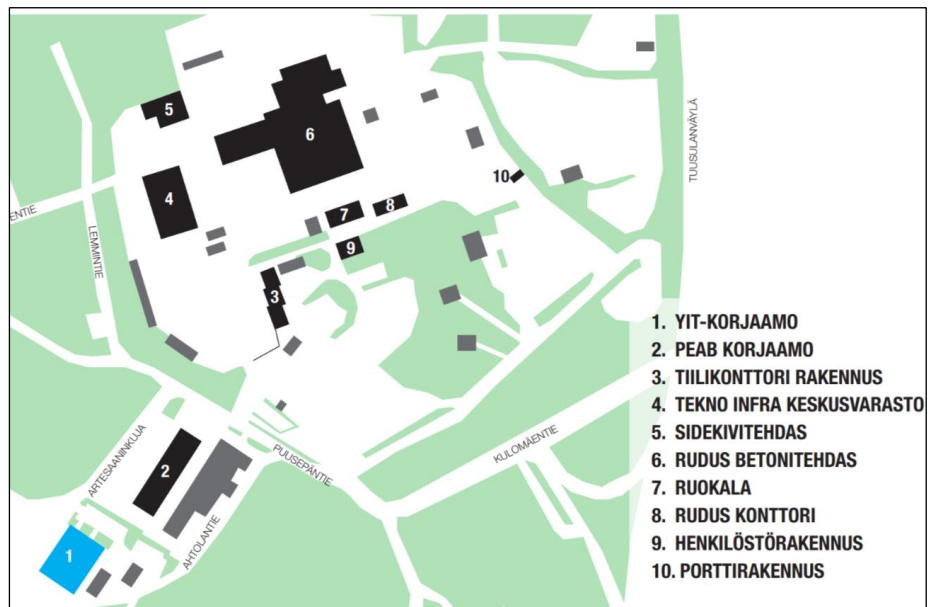 5
6
4
10
7
8
9
3
2
1
ENTIE
LEMMINTIE
TUUSULANVÄYLÄ
ARTESAANINKUJA
PUUSEPÄNTIE
KULOMÄENTIE
AHTOLANTIE
1. YIT-KORJAAMO
2. PEAB KORJAAMO
3. TIILIKONTTORI RAKENNUS
4. TEKNO INFRA KESKUSVARASTO
5. SIDEKIVITEHDAS
6. RUDUS BETONITEHDAS
7. RUOKALA
8. RUDUS KONTTORI
9. HENKILÖSTÖRAKENNUS
10. PORTTIRAKENNUS